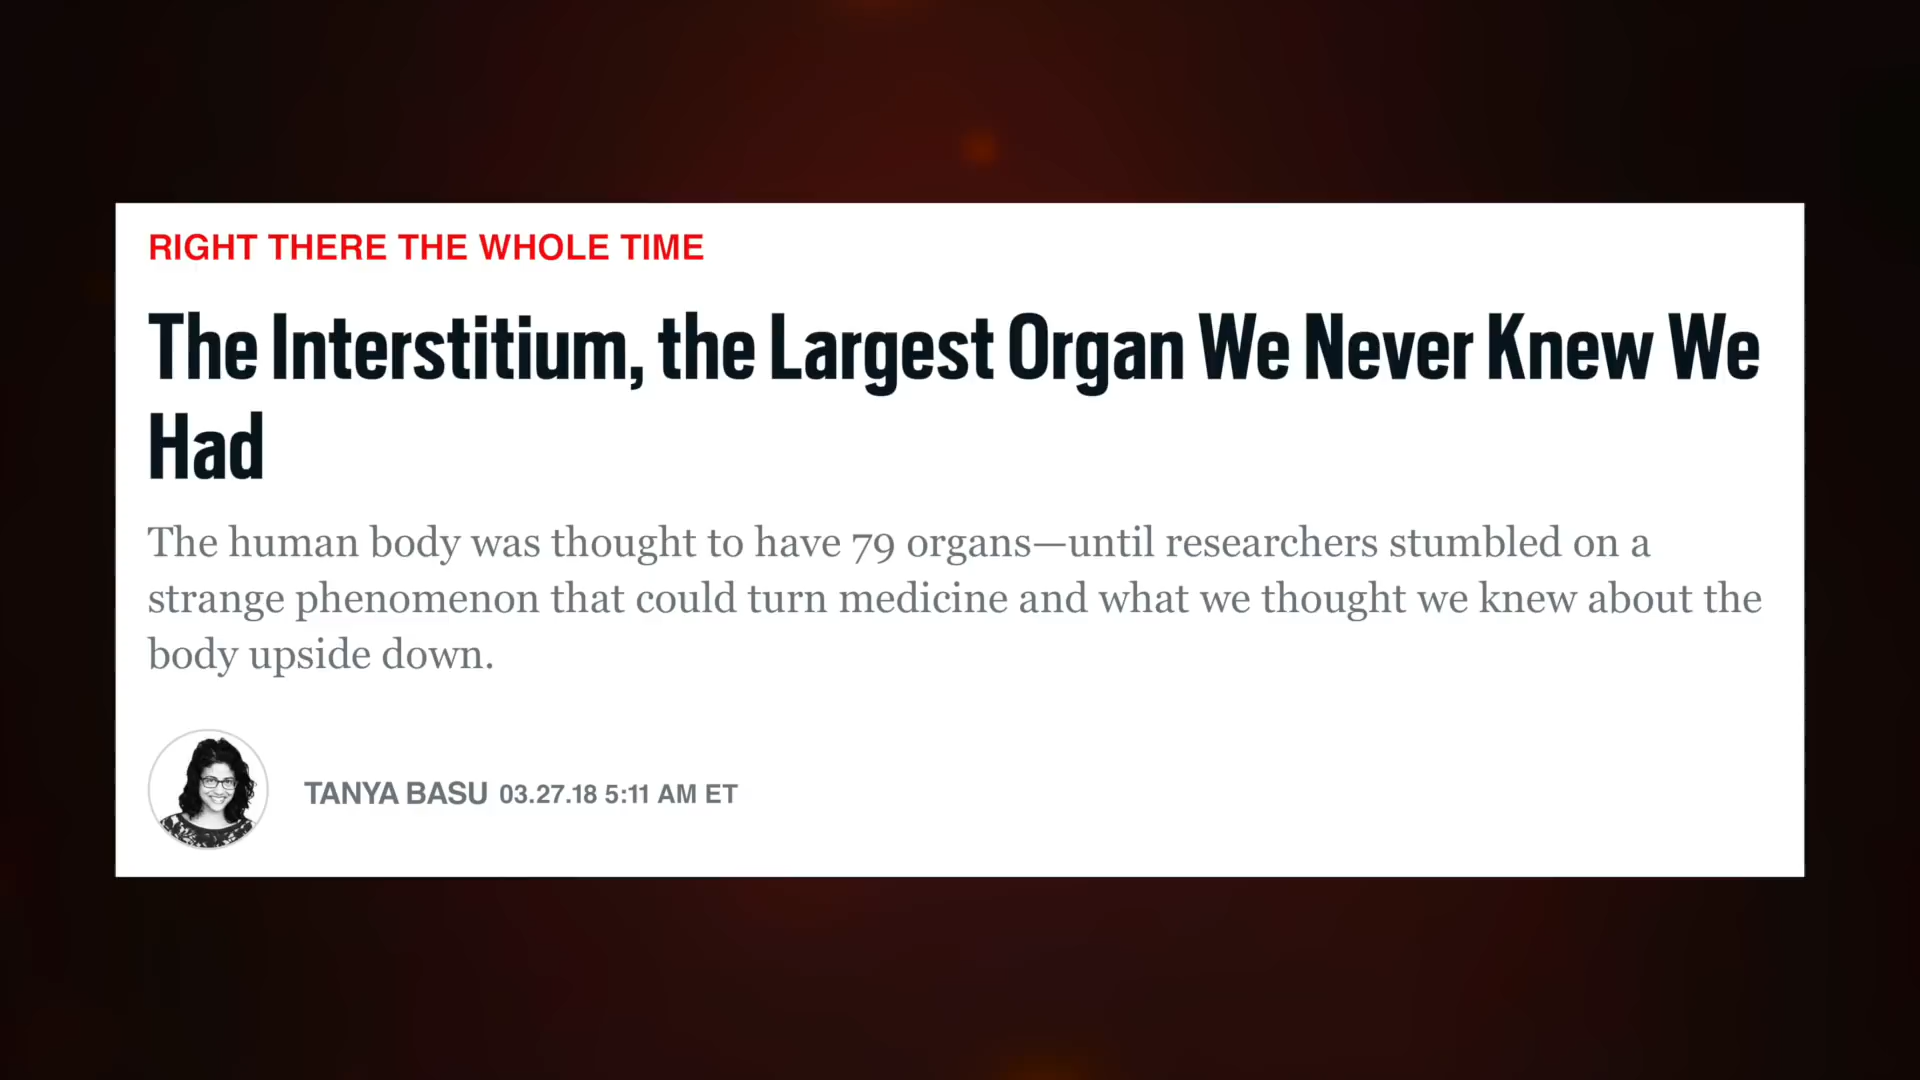 RIGHT THERE THE WHOLE TIME
The Interstitium, the Largest Organ We Never Knew We
Had
The human body was thought to have 79 organs—until researchers stumbled on a
strange phenomenon that could turn medicine and what we thought we knew about the
body upside down.
TANYA BASU 03.27.18 5:11 AM ET